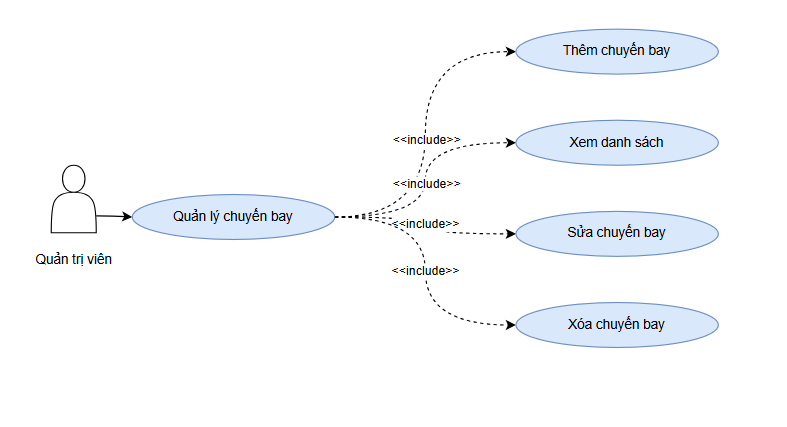 Thêm chuyến bay
<<include>>
Xem danh sách
<<include>>
Quản lý chuyến bay
<<include>>
Sửa chuyến bay
Quản trị viên
<<include>>
Xóa chuyến bay